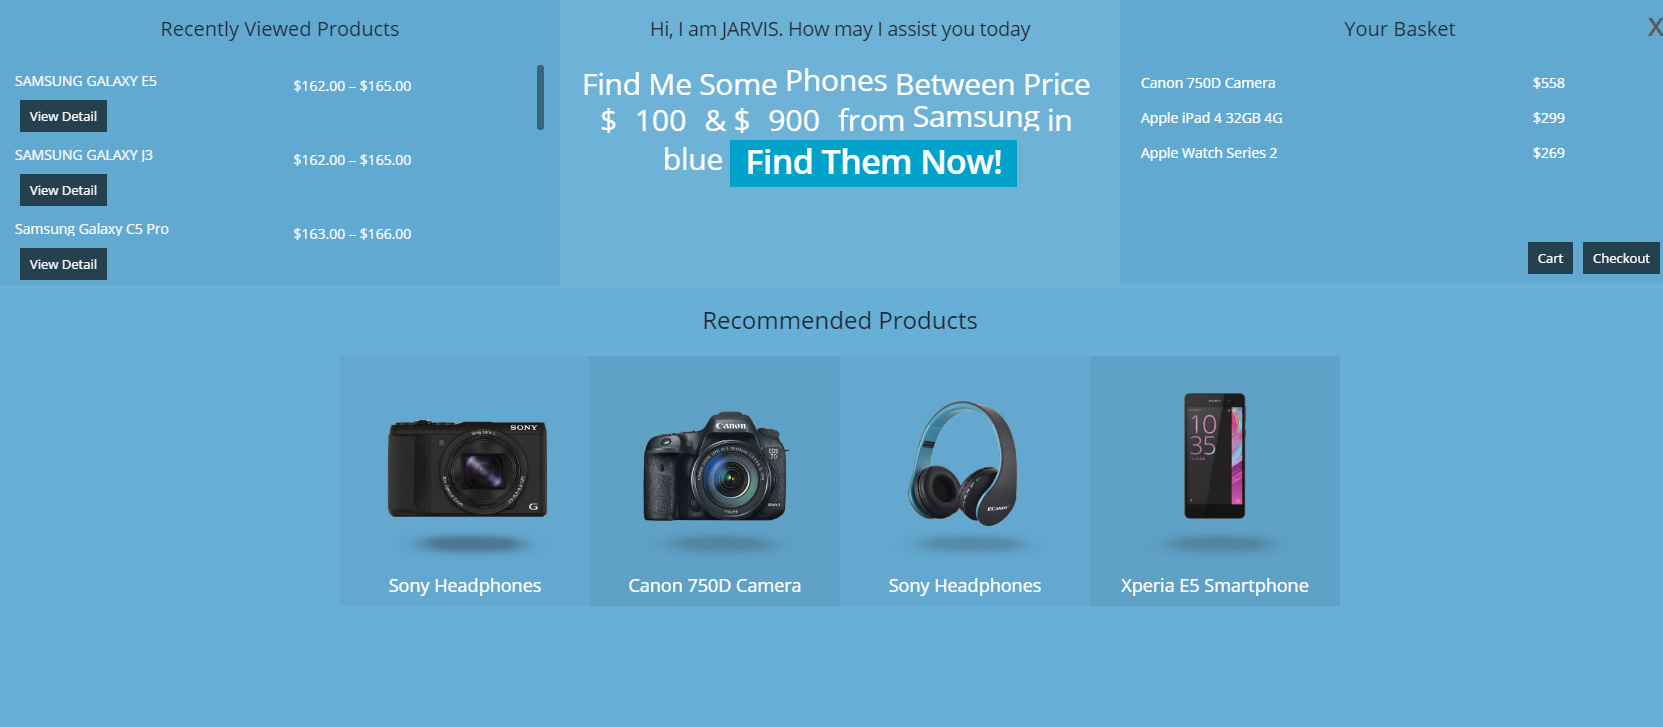 Recently Viewed Products
SAMSUNG GALAXY E5
$162.00 – $165.00
View Detail
SAMSUNG GALAXY J3
$162.00 – $165.00
View Detail
Samsung Galaxy C5 Pro
$163.00 – $166.00
View Detail
Hi, I am JARVIS. How may I assist you today
Find Me Some Phones Between Price
$ 100 & $ 900 from Samsung in
blue Find Them Now!
Your Basket
X
Canon 750D Camera $558
Apple iPad 4 32GB 4G $299
Apple Watch Series 2 $269
Cart Checkout
Recommended Products
SONY
G
Sony Headphones
Canon
EOS
7D
Canon 750D Camera
Sony Headphones
SONY
10
35
Xperia E5 Smartphone